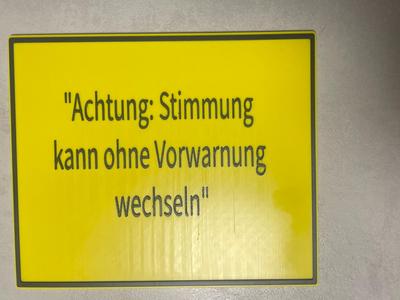 "Achtung: Stimmung
kann ohne Vorwarnung
wechseln"